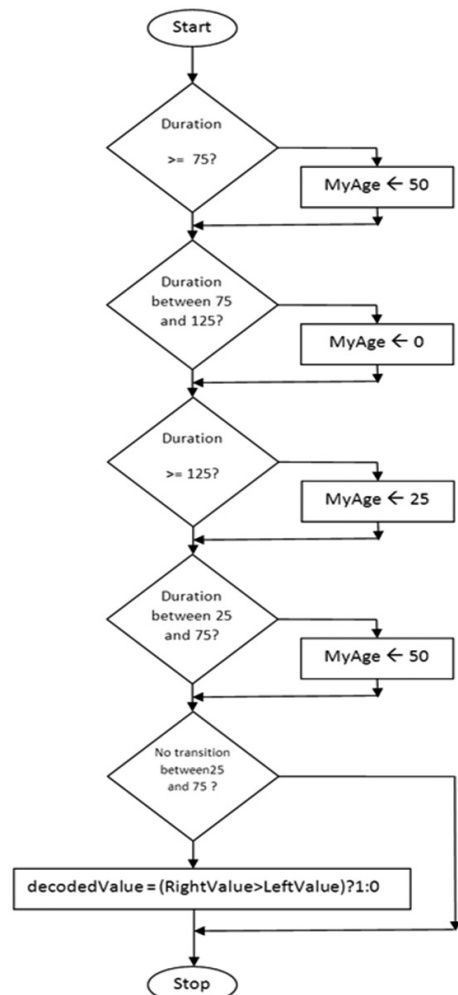 Start
Duration
>= 75?
MyAge ← 50
Duration
between 75
and 125?
MyAge ← 0
Duration
>= 125?
MyAge ← 25
Duration
between 25
and 75?
MyAge ← 50
No transition
between25
and 75 ?
decodedValue = (RightValue>LeftValue)?1:0
Stop